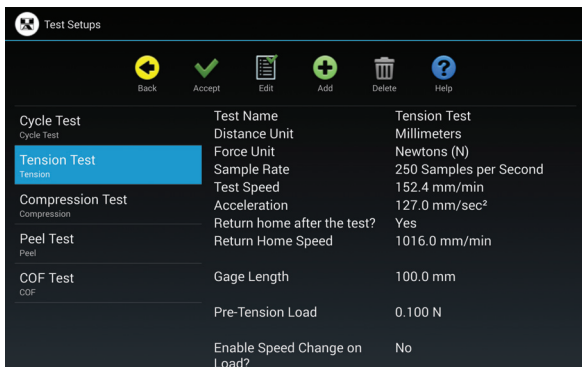 Test Setups
Back Accept Edit Add Delete Help
Cycle Test
Cycle Test
Tension Test
Tension
Compression Test
Compression
Peel Test
Peel
COF Test
COF
Test Name Tension Test
Distance Unit Millimeters
Force Unit Newtons (N)
Sample Rate 250 Samples per Second
Test Speed 152.4 mm/min
Acceleration 127.0 mm/sec²
Return home after the test? Yes
Return Home Speed 1016.0 mm/min
Gage Length 100.0 mm
Pre-Tension Load 0.100 N
Enable Speed Change on No
Load?